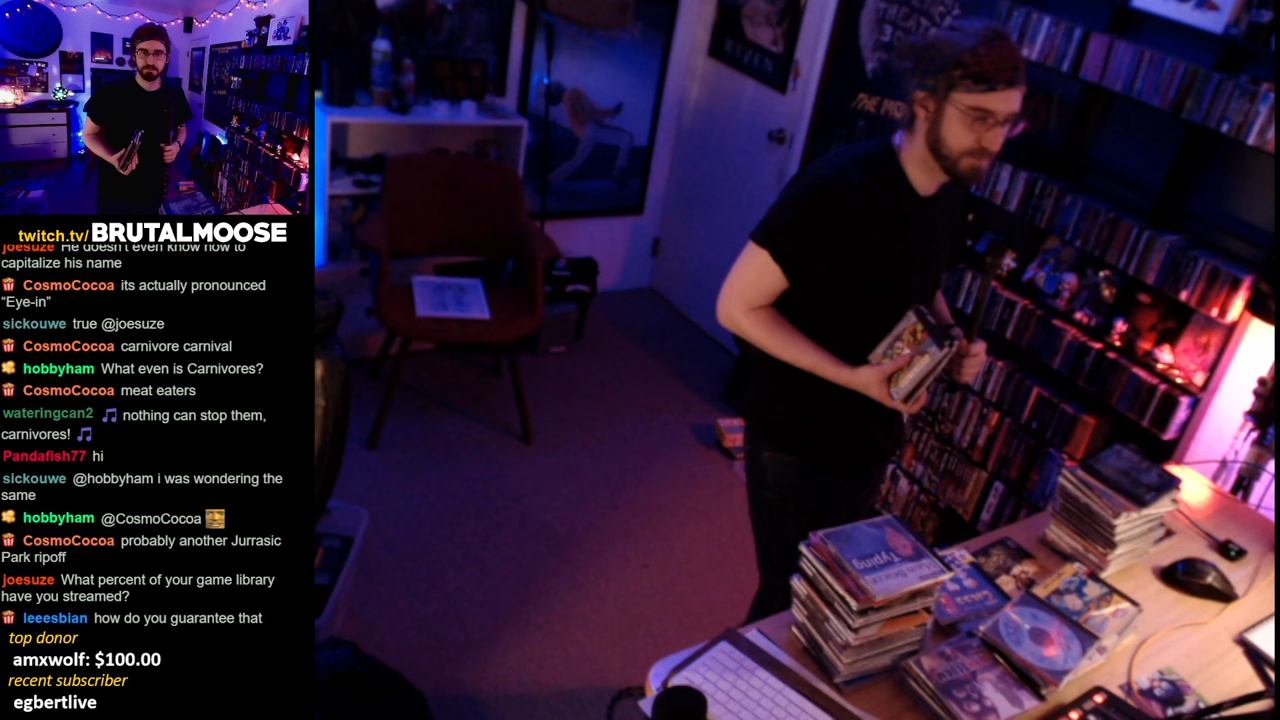 twitch.tv/BRUTALMOOSE
joesuze He doesn't even know how to
capitalize his name
CosmoCocoa its actually pronounced
“Eye-in”
sickouwe true @joesuze
CosmoCocoa carnivore carnival
hobbyham What even is Carnivores?
CosmoCocoa meat eaters
wateringcan2 🎵 nothing can stop them,
carnivores! 🎵
Pandafish77 hi
sickouwe @hobbyham i was wondering the
same
hobbyham @CosmoCocoa
CosmoCocoa probably another Jurrasic
Park ripoff
joesuze What percent of your game library
have you streamed?
leeesbian how do you guarantee that
top donor
amxwolf: $100.00
recent subscriber
egbertlive
THEATER
THE MOVIE
Typing